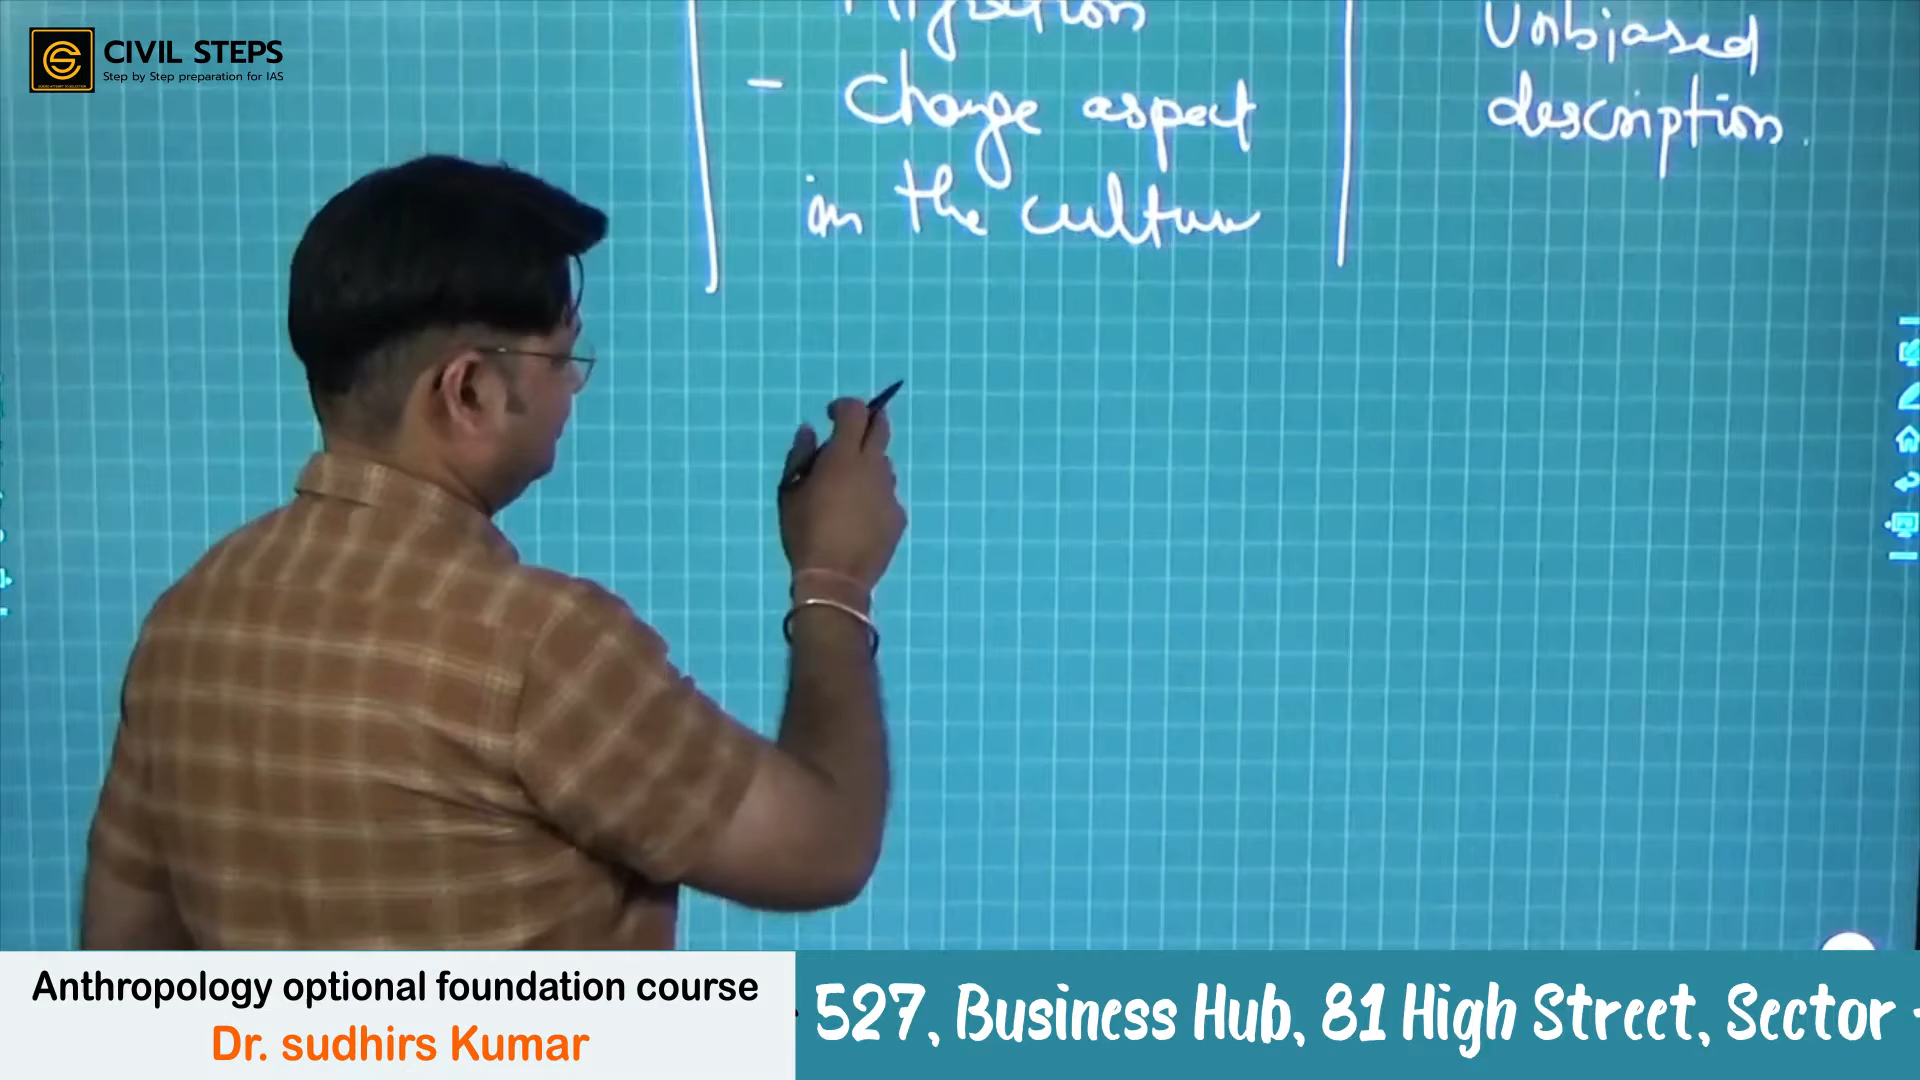 CIVIL STEPS
Step by Step preparation for IAS
Migration
- Change aspect
in the culture
Unbiased
description.
Anthropology optional foundation course
Dr. sudhirs Kumar
527, Business Hub, 81 High Street, Sector -